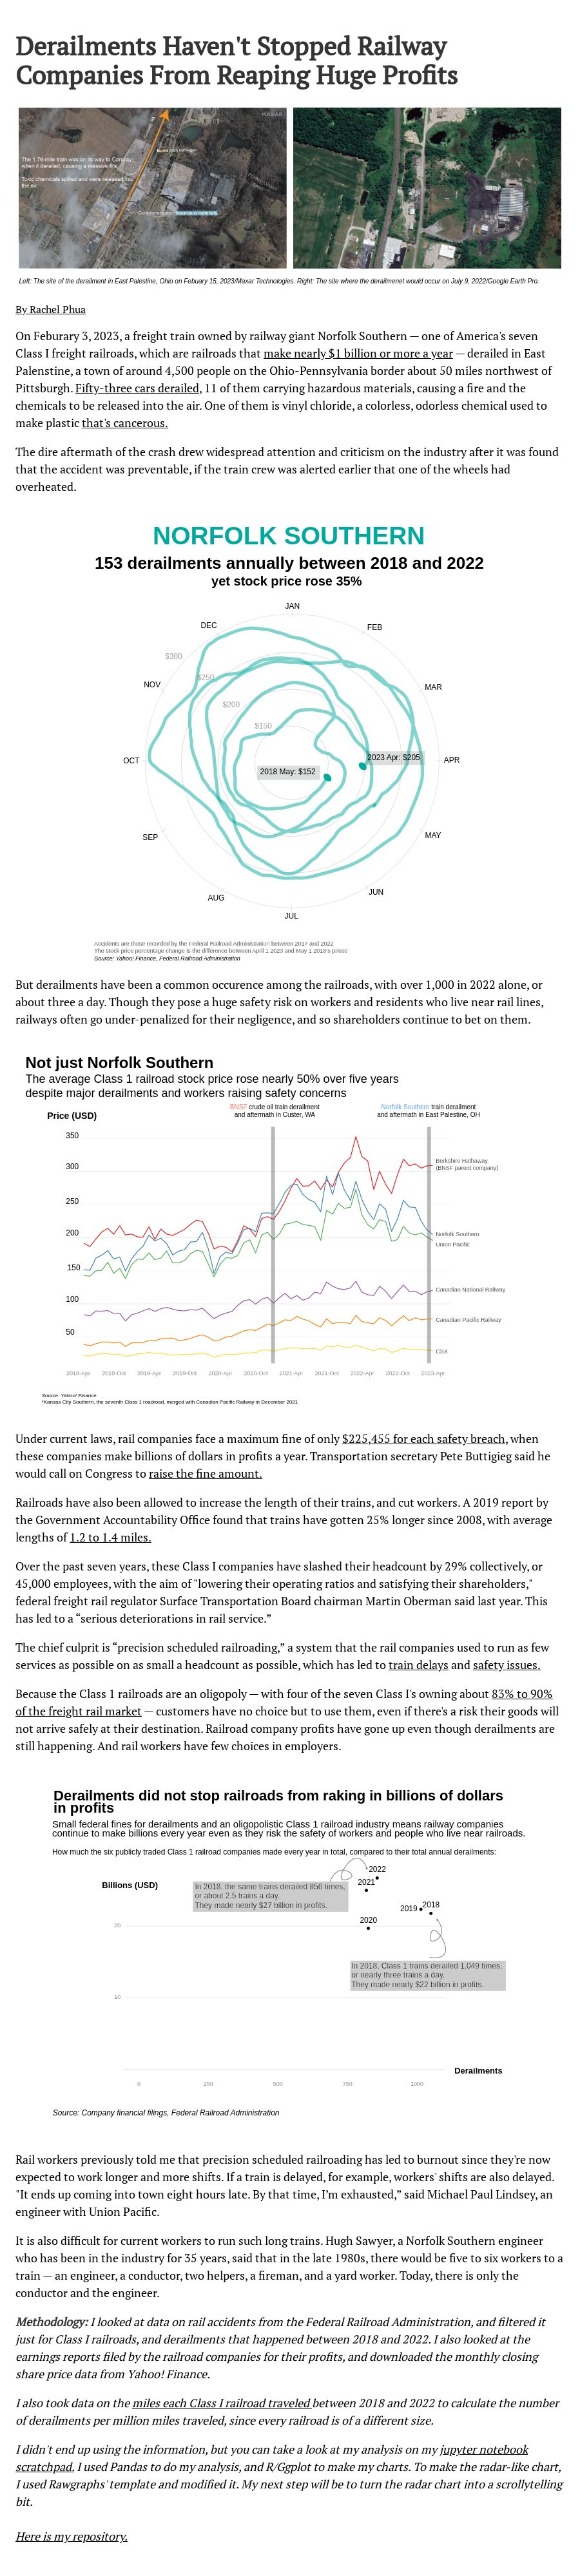 Derailments Haven't Stopped Railway
Companies From Reaping Huge Profits
MAXAR
The 1.76-mile train was on its way to Conway
when it derailed, causing a massive fire.
Toxic chemicals spilled and were released into
the air.
hazardous materials
Left: The site of the derailment in East Palestine, Ohio on Febuary 15, 2023/Maxar Technologies. Right: The site where the derailmenet would occur on July 9, 2022/Google Earth Pro.
By Rachel Phua
On Feburary 3, 2023, a freight train owned by railway giant Norfolk Southern — one of America's seven
Class I freight railroads, which are railroads that make nearly $1 billion or more a year — derailed in East
Palenstine, a town of around 4,500 people on the Ohio-Pennsylvania border about 50 miles northwest of
Pittsburgh. Fifty-three cars derailed, 11 of them carrying hazardous materials, causing a fire and the
chemicals to be released into the air. One of them is vinyl chloride, a colorless, odorless chemical used to
make plastic that's cancerous.
The dire aftermath of the crash drew widespread attention and criticism on the industry after it was found
that the accident was preventable, if the train crew was alerted earlier that one of the wheels had
overheated.
NORFOLK SOUTHERN
153 derailments annually between 2018 and 2022
yet stock price rose 35%
JAN
DEC
FEB
$300
$250
NOV
MAR
$200
$150
OCT
2023 Apr: $205
APR
2018 May: $152
SEP
MAY
AUG
JUN
JUL
Accidents are those recorded by the Federal Railroad Administration between 2017 and 2022
The stock price percentage change is the difference between April 1 2023 and May 1 2018's prices
Source: Yahoo! Finance, Federal Railroad Administration
But derailments have been a common occurence among the railroads, with over 1,000 in 2022 alone, or
about three a day. Though they pose a huge safety risk on workers and residents who live near rail lines,
railways often go under-penalized for their negligence, and so shareholders continue to bet on them.
Not just Norfolk Southern
The average Class 1 railroad stock price rose nearly 50% over five years
despite major derailments and workers raising safety concerns
BNSF crude oil train derailment
and aftermath in Custer, WA
Norfolk Southern train derailment
and aftermath in East Palestine, OH
Price (USD)
350
300
250
200
150
100
50
Berkshire Hathaway
(BNSF parent company)
Norfolk Southern
Union Pacific
Canadian National Railway
Canadian Pacific Railway
CSX
2018-Apr 2018-Oct 2019-Apr 2019-Oct 2020-Apr 2020-Oct 2021-Apr 2021-Oct 2022-Apr 2022-Oct 2023-Apr
Source: Yahoo! Finance
*Kansas City Southern, the seventh Class 1 roadroad, merged with Canadian Pacific Railway in December 2021
Under current laws, rail companies face a maximum fine of only $225,455 for each safety breach, when
these companies make billions of dollars in profits a year. Transportation secretary Pete Buttigieg said he
would call on Congress to raise the fine amount.
Railroads have also been allowed to increase the length of their trains, and cut workers. A 2019 report by
the Government Accountability Office found that trains have gotten 25% longer since 2008, with average
lengths of 1.2 to 1.4 miles.
Over the past seven years, these Class I companies have slashed their headcount by 29% collectively, or
45,000 employees, with the aim of "lowering their operating ratios and satisfying their shareholders,"
federal freight rail regulator Surface Transportation Board chairman Martin Oberman said last year. This
has led to a “serious deteriorations in rail service.”
The chief culprit is “precision scheduled railroading,” a system that the rail companies used to run as few
services as possible on as small a headcount as possible, which has led to train delays and safety issues.
Because the Class 1 railroads are an oligopoly — with four of the seven Class I's owning about 83% to 90%
of the freight rail market — customers have no choice but to use them, even if there's a risk their goods will
not arrive safely at their destination. Railroad company profits have gone up even though derailments are
still happening. And rail workers have few choices in employers.
Derailments did not stop railroads from raking in billions of dollars
in profits
Small federal fines for derailments and an oligopolistic Class 1 railroad industry means railway companies
continue to make billions every year even as they risk the safety of workers and people who live near railroads.
How much the six publicly traded Class 1 railroad companies made every year in total, compared to their total annual derailments:
Billions (USD)
2022
2021
In 2018, the same trains derailed 856 times,
or about 2.5 trains a day.
They made nearly $27 billion in profits.
2019
2018
2020
20
In 2018, Class 1 trains derailed 1,049 times,
or nearly three trains a day.
They made nearly $22 billion in profits.
10
Derailments
0 250 500 750 1000
Source: Company financial filings, Federal Railroad Administration
Rail workers previously told me that precision scheduled railroading has led to burnout since they're now
expected to work longer and more shifts. If a train is delayed, for example, workers' shifts are also delayed.
"It ends up coming into town eight hours late. By that time, I’m exhausted,” said Michael Paul Lindsey, an
engineer with Union Pacific.
It is also difficult for current workers to run such long trains. Hugh Sawyer, a Norfolk Southern engineer
who has been in the industry for 35 years, said that in the late 1980s, there would be five to six workers to a
train — an engineer, a conductor, two helpers, a fireman, and a yard worker. Today, there is only the
conductor and the engineer.
Methodology: I looked at data on rail accidents from the Federal Railroad Administration, and filtered it
just for Class I railroads, and derailments that happened between 2018 and 2022. I also looked at the
earnings reports filed by the railroad companies for their profits, and downloaded the monthly closing
share price data from Yahoo! Finance.
I also took data on the miles each Class I railroad traveled between 2018 and 2022 to calculate the number
of derailments per million miles traveled, since every railroad is of a different size.
I didn't end up using the information, but you can take a look at my analysis on my jupyter notebook
scratchpad. I used Pandas to do my analysis, and R/Ggplot to make my charts. To make the radar-like chart,
I used Rawgraphs' template and modified it. My next step will be to turn the radar chart into a scrollytelling
bit.
Here is my repository.